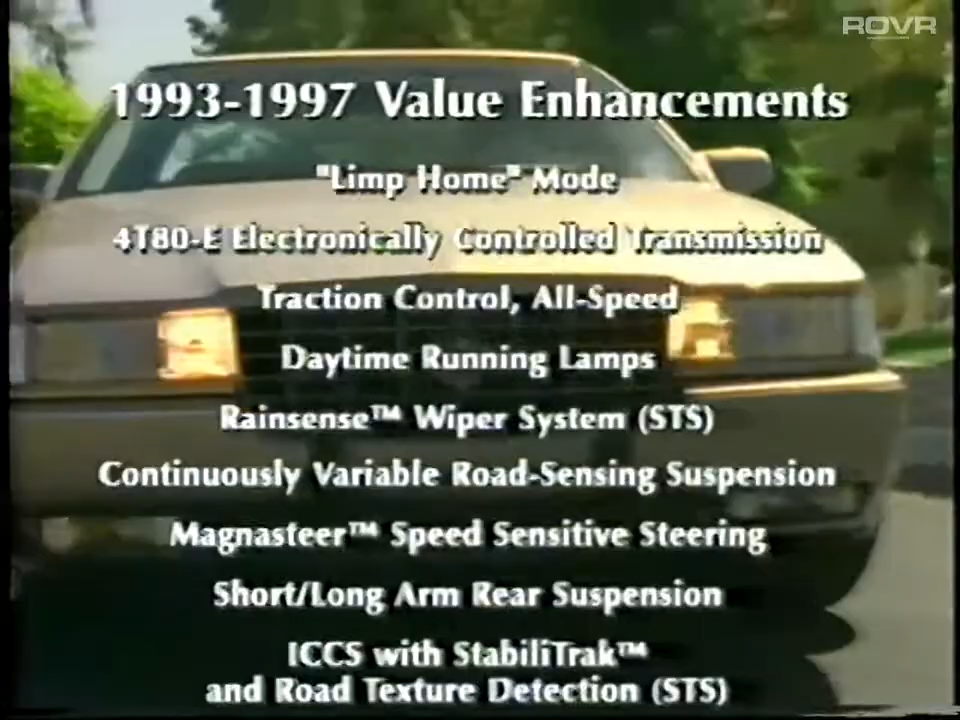 ROVR
1993-1997 Value Enhancements
"Limp Home" Mode
4T80-E Electronically Controlled Transmission
Traction Control, All-Speed
Daytime Running Lamps
Rainsense™ Wiper System (STS)
Continuously Variable Road-Sensing Suspension
Magnasteer™ Speed Sensitive Steering
Short/Long Arm Rear Suspension
ICCS with StabiliTrak™
and Road Texture Detection (STS)